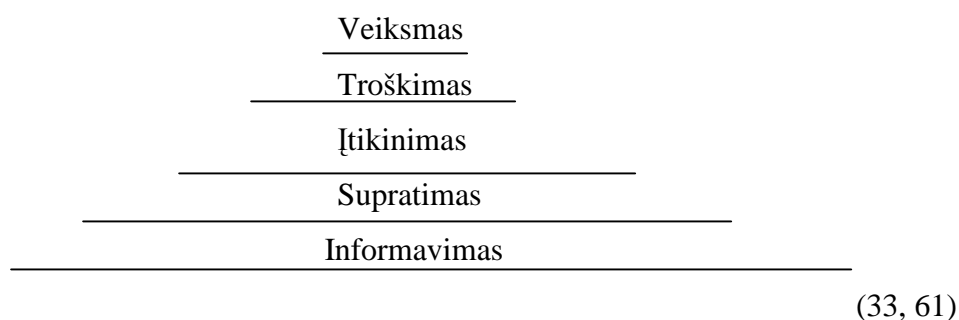 Veiksmas
Troškimas
Įtikinimas
Supratimas
Informavimas
(33, 61)